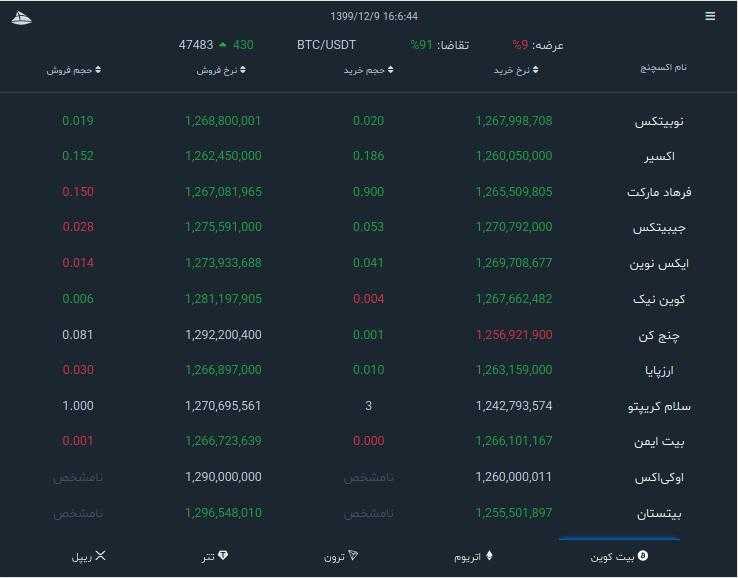 1399/12/9 16:6:44
عرضه: 9% تقاضا: 91% BTC/USDT 430 47483
نام اکسچنج نرخ خرید حجم خرید نرخ فروش حجم فروش
نوبیتکس 1,267,998,708 0.020 1,268,800,001 0.019
اکسیر 1,260,050,000 0.186 1,262,450,000 0.152
فرهاد مارکت 1,265,509,805 0.900 1,267,081,965 0.150
جیبیتکس 1,270,792,000 0.053 1,275,591,000 0.028
ایکس نوین 1,269,708,677 0.041 1,273,933,688 0.014
کوین نیک 1,267,662,482 0.004 1,281,197,905 0.006
چنج کن 1,256,921,900 0.001 1,292,200,400 0.081
ارزپایا 1,263,159,000 0.010 1,266,897,000 0.030
سلام کریپتو 1,242,793,574 3 1,270,695,561 1.000
بیت ایمن 1,266,101,167 0.000 1,266,723,639 0.001
اوکی‌اکس 1,260,000,011 نامشخص 1,290,000,000 نامشخص
بیتستان 1,255,501,897 نامشخص 1,296,548,010 نامشخص
بیت کوین اتریوم ترون تتر ریپل